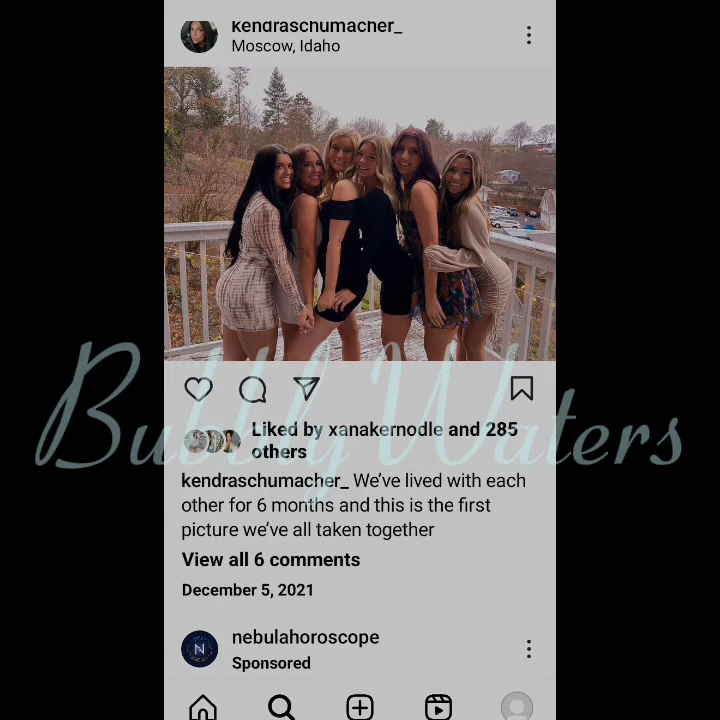 kendraschumacher_
Moscow, Idaho
Bubbly Waters
Liked by xanakernodle and 285
others
kendraschumacher_ We’ve lived with each
other for 6 months and this is the first
picture we’ve all taken together
View all 6 comments
December 5, 2021
nebulahoroscope
N
Sponsored